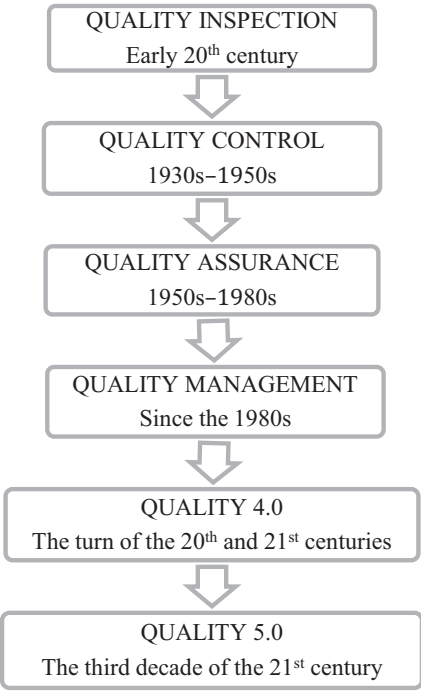 QUALITY INSPECTION
Early 20th century
QUALITY CONTROL
1930s–1950s
QUALITY ASSURANCE
1950s–1980s
QUALITY MANAGEMENT
Since the 1980s
QUALITY 4.0
The turn of the 20th and 21st centuries
QUALITY 5.0
The third decade of the 21st century